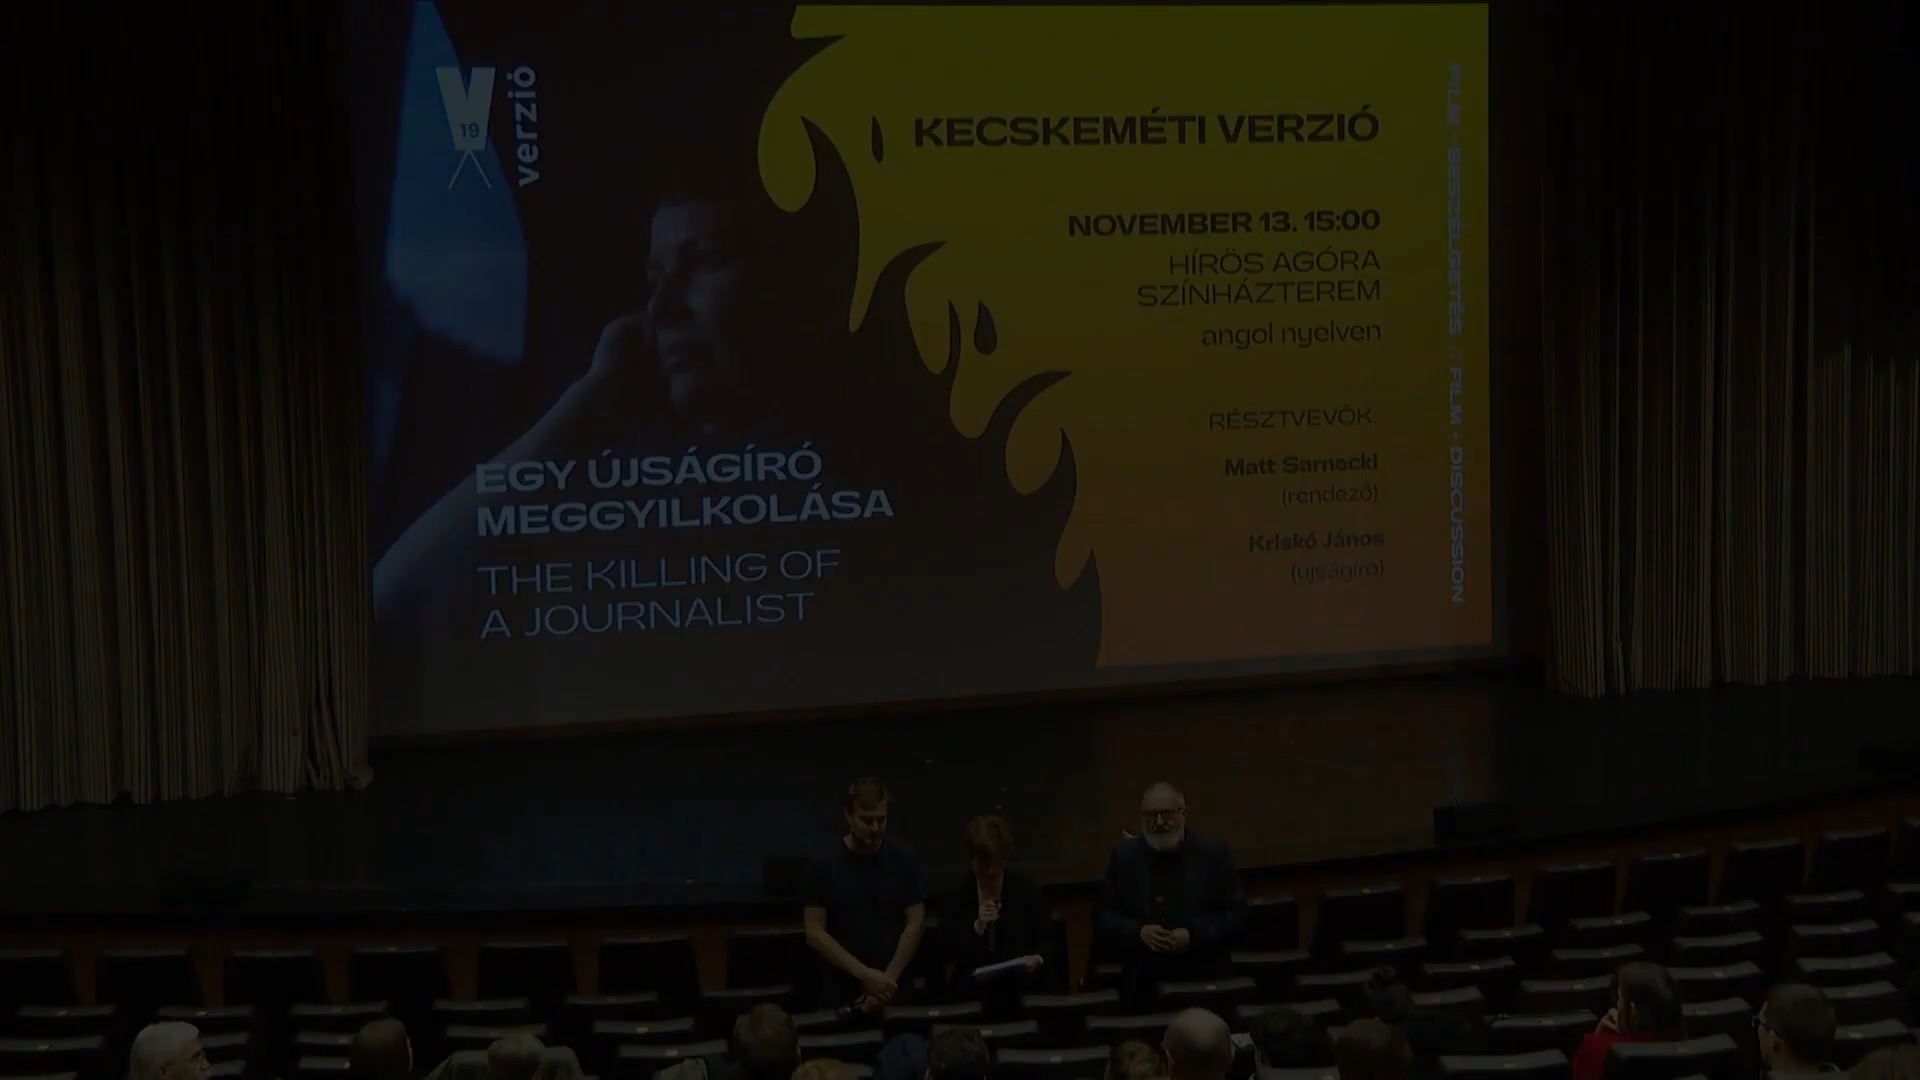 19
verzió
KECSKEMÉTI VERZIÓ
NOVEMBER 13. 15:00
HÍRÖS AGÓRA
SZÍNHÁZTEREM
angol nyelven
RÉSZTVEVŐK:
Matt Sarnecki
(rendező)
Kriskó János
(újságíró)
EGY ÚJSÁGÍRÓ
MEGGYILKOLÁSA
THE KILLING OF
A JOURNALIST
FILM + BESZÉLGETÉS // FILM + DISCUSSION